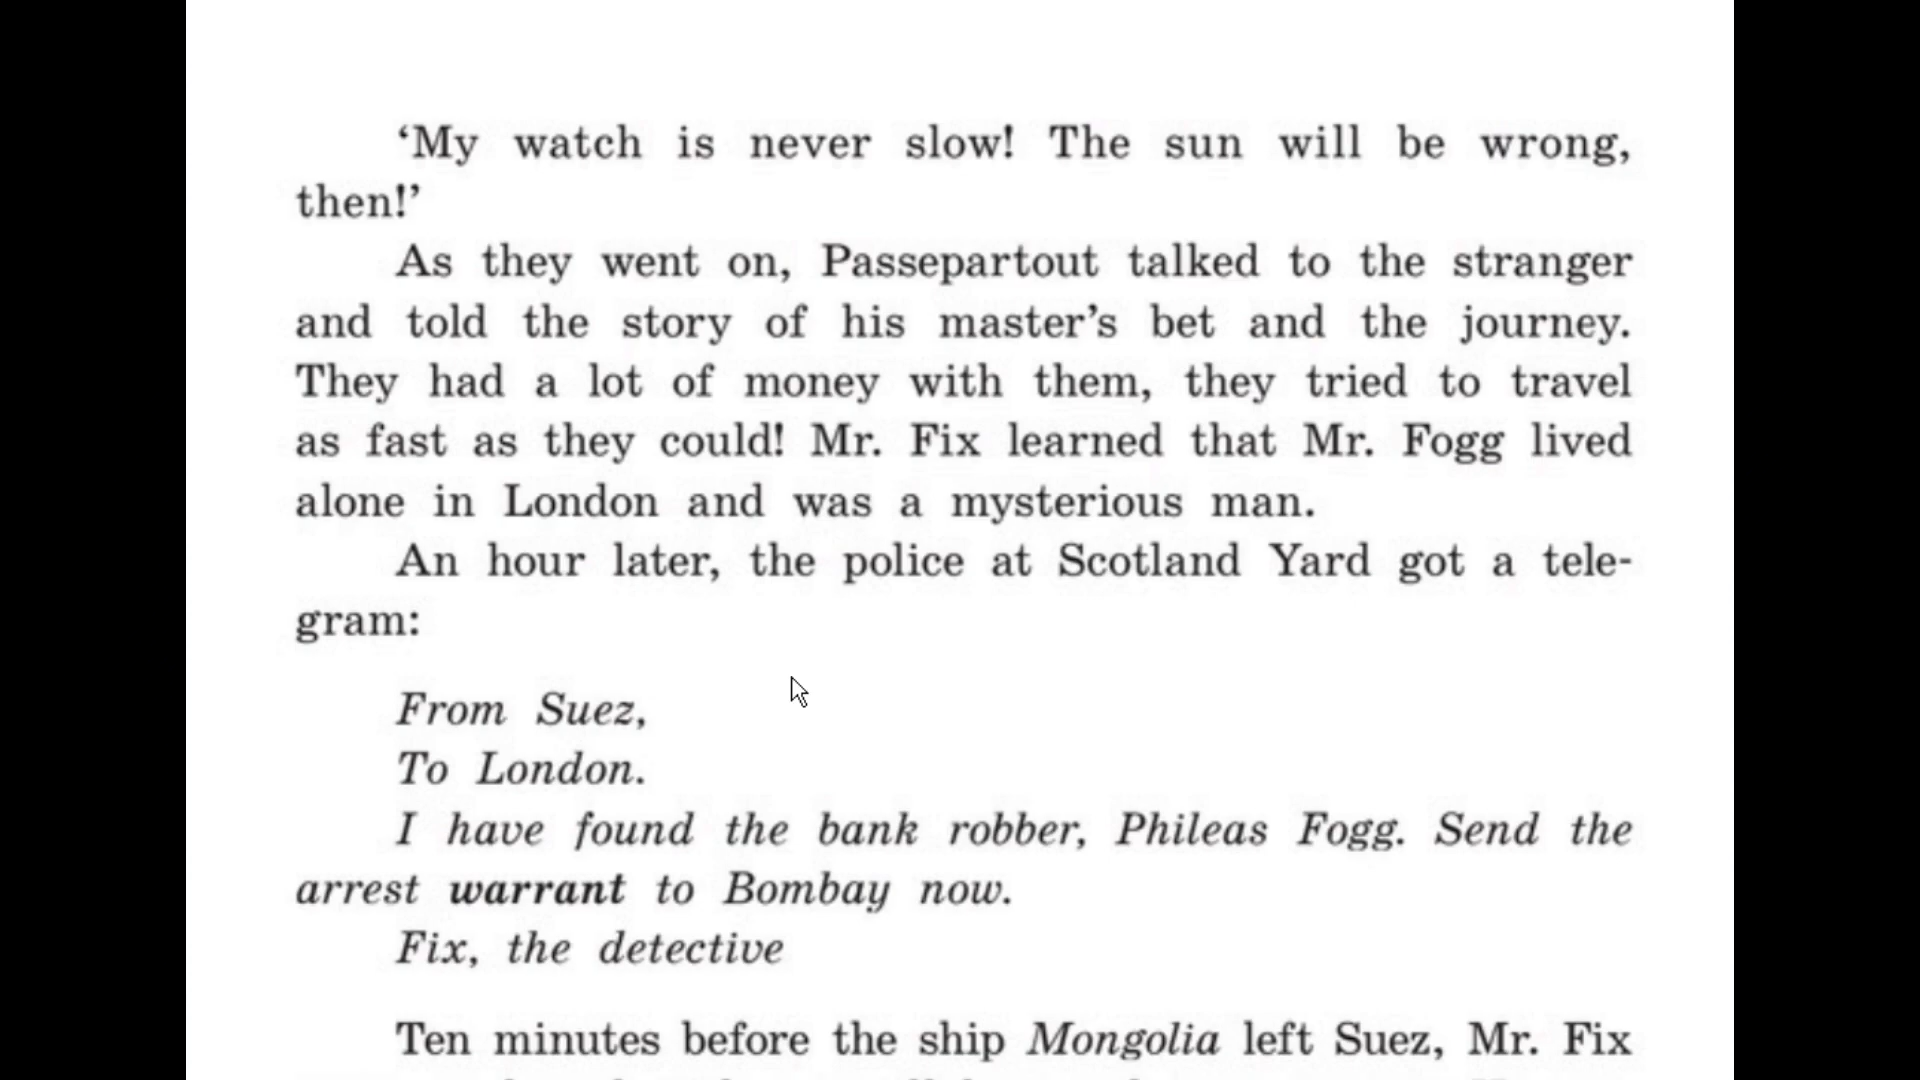 ‘My watch is never slow! The sun will be wrong,
then!’
As they went on, Passepartout talked to the stranger
and told the story of his master’s bet and the journey.
They had a lot of money with them, they tried to travel
as fast as they could! Mr. Fix learned that Mr. Fogg lived
alone in London and was a mysterious man.
An hour later, the police at Scotland Yard got a tele-
gram:
From Suez,
To London.
I have found the bank robber, Phileas Fogg. Send the
arrest warrant to Bombay now.
Fix, the detective
Ten minutes before the ship Mongolia left Suez, Mr. Fix